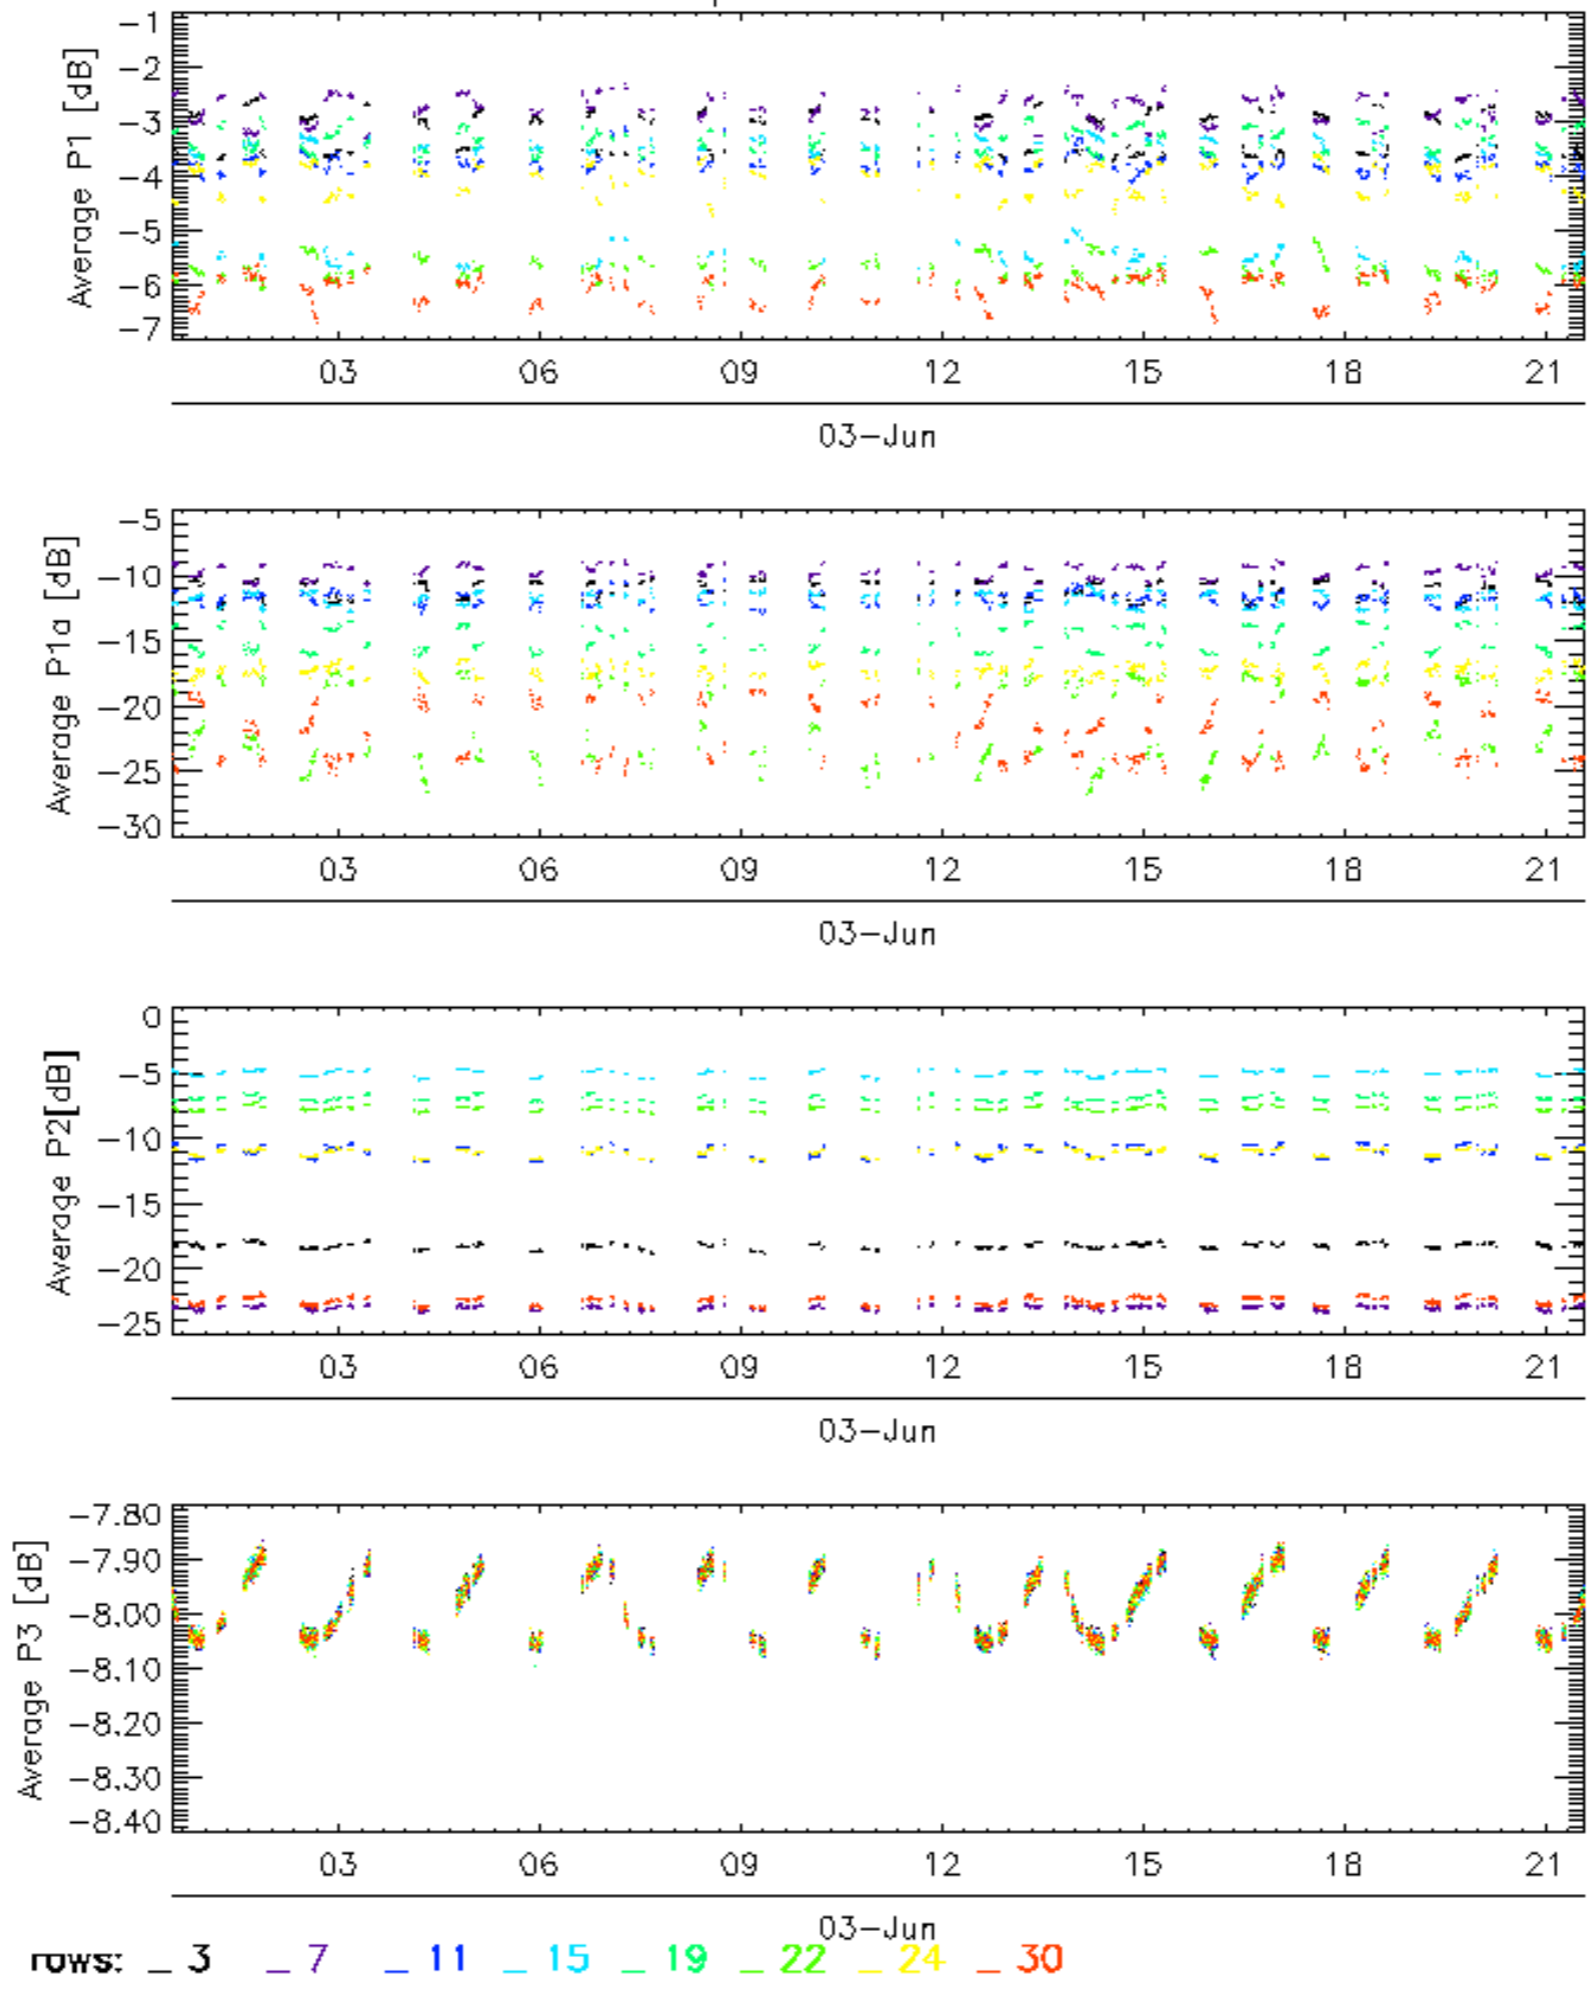 Average P1 [dB]
-1
-2
-3
-4
-5
-6
-7
03 06 09 12 15 18 21
03-Jun
Average P1a [dB]
-5
-10
-15
-20
-25
-30
03 06 09 12 15 18 21
03-Jun
Average P2[dB]
0
-5
-10
-15
-20
-25
03 06 09 12 15 18 21
03-Jun
Average P3 [dB]
-7.80
-7.90
-8.00
-8.10
-8.20
-8.30
-8.40
03 06 09 12 15 18 21
03-Jun
rows: _ 3 _ 7 _ 11 _ 15 _ 19 _ 22 _ 24 _ 30